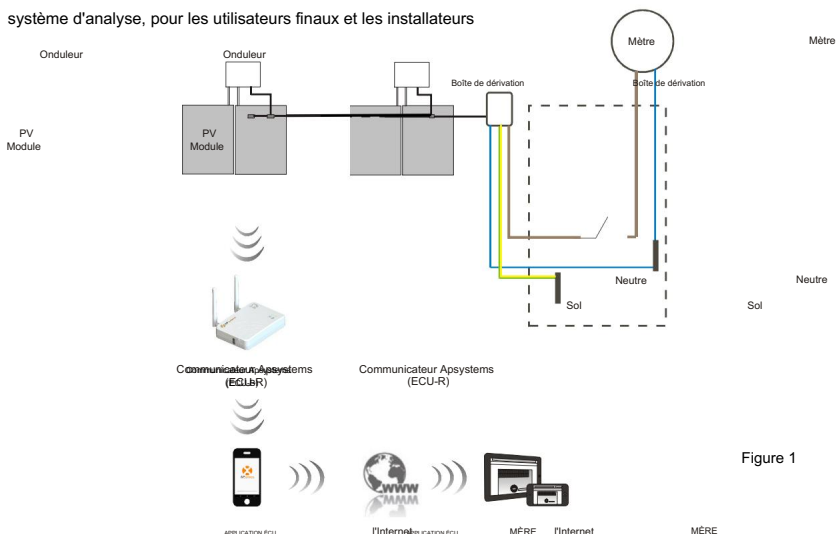 système d'analyse, pour les utilisateurs finaux et les installateurs
Mètre
Mètre
Onduleur
Onduleur
Boîte de dérivation
Boîte de dérivation
PV
Module
PV
Module
Neutre
Neutre
Sol
Sol
Communicateur Apsystems
(ECU-R)
Communicateur Apsystems
(ECU-R)
Figure 1
WWW
APPLICATION ÉCU
l'Internet
APPLICATION ÉCU
MÈRE
l'Internet
MÈRE